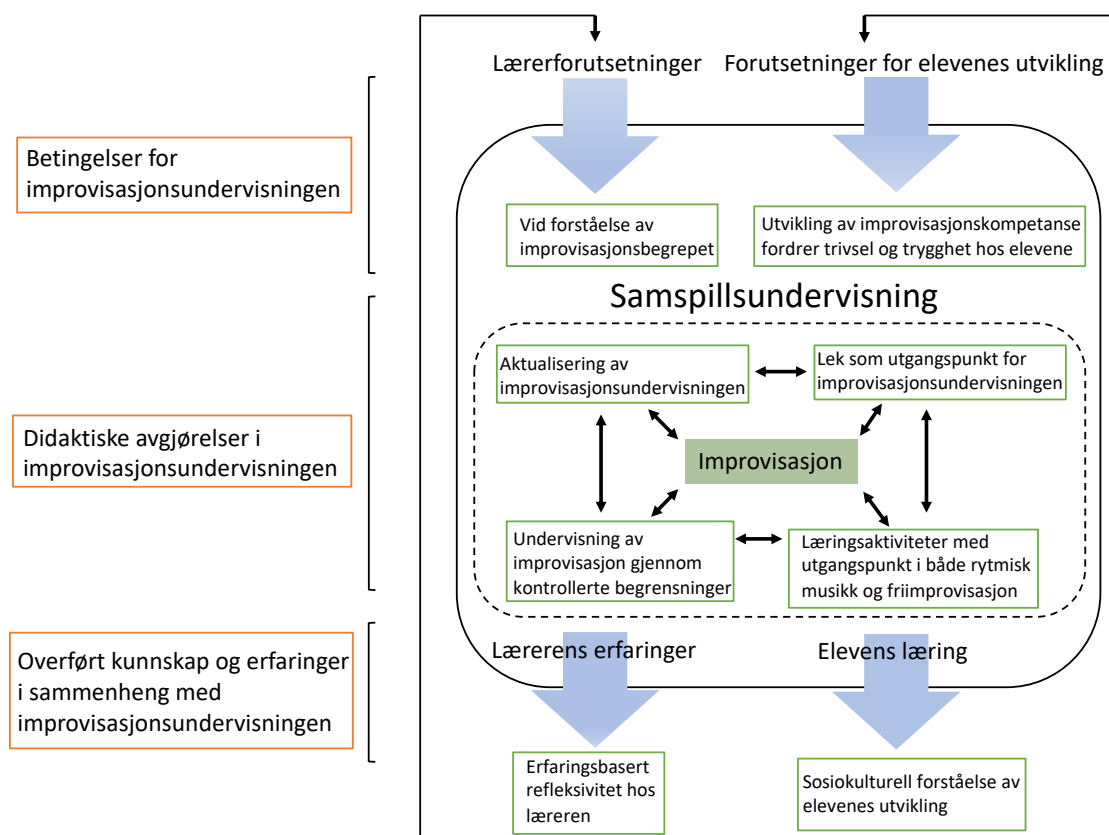 Lærerforutsetninger
Forutsetninger for elevenes utvikling
Betingelser for
improvisasjonsundervisningen
Vid forståelse av
improvisasjonsbegrepet
Utvikling av improvisasjonskompetanse
fordrer trivsel og trygghet hos elevene
Samspillsundervisning
Aktualisering av
improvisasjonsundervisningen
Lek som utgangspunkt for
improvisasjonsundervisningen
Didaktiske avgjørelser i
improvisasjonsundervisningen
Improvisasjon
Undervisning av
improvisasjon gjennom
kontrollerte begrensninger
Læringsaktiviteter med
utgangspunkt i både rytmisk
musikk og friimprovisasjon
Overført kunnskap og erfaringer
i sammenheng med
improvisasjonsundervisningen
Lærerens erfaringer
Elevens læring
Erfaringsbasert
refleksivitet hos
læreren
Sosiokulturell forståelse av
elevenes utvikling